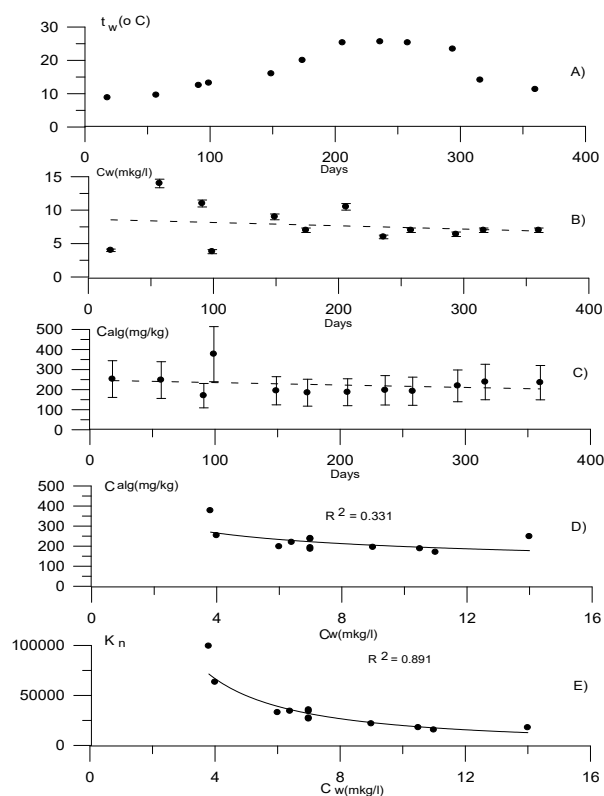 t w (o C)
30
20
10
0
A)
0 100 200 300 400
Days
Cw(mkg/l)
15
10
5
0
B)
0 100 200 300 400
Days
Calg(mg/kg)
500
400
300
200
100
0
C)
0 100 200 300 400
C alg(mg/kg)
500
400
300
200
100
0
R 2 = 0.331
D)
0 4 8 12 16
Cw(mkg/l)
K n
100000
50000
0
R 2 = 0.891
E)
0 4 8 12 16
C w(mkg/l)